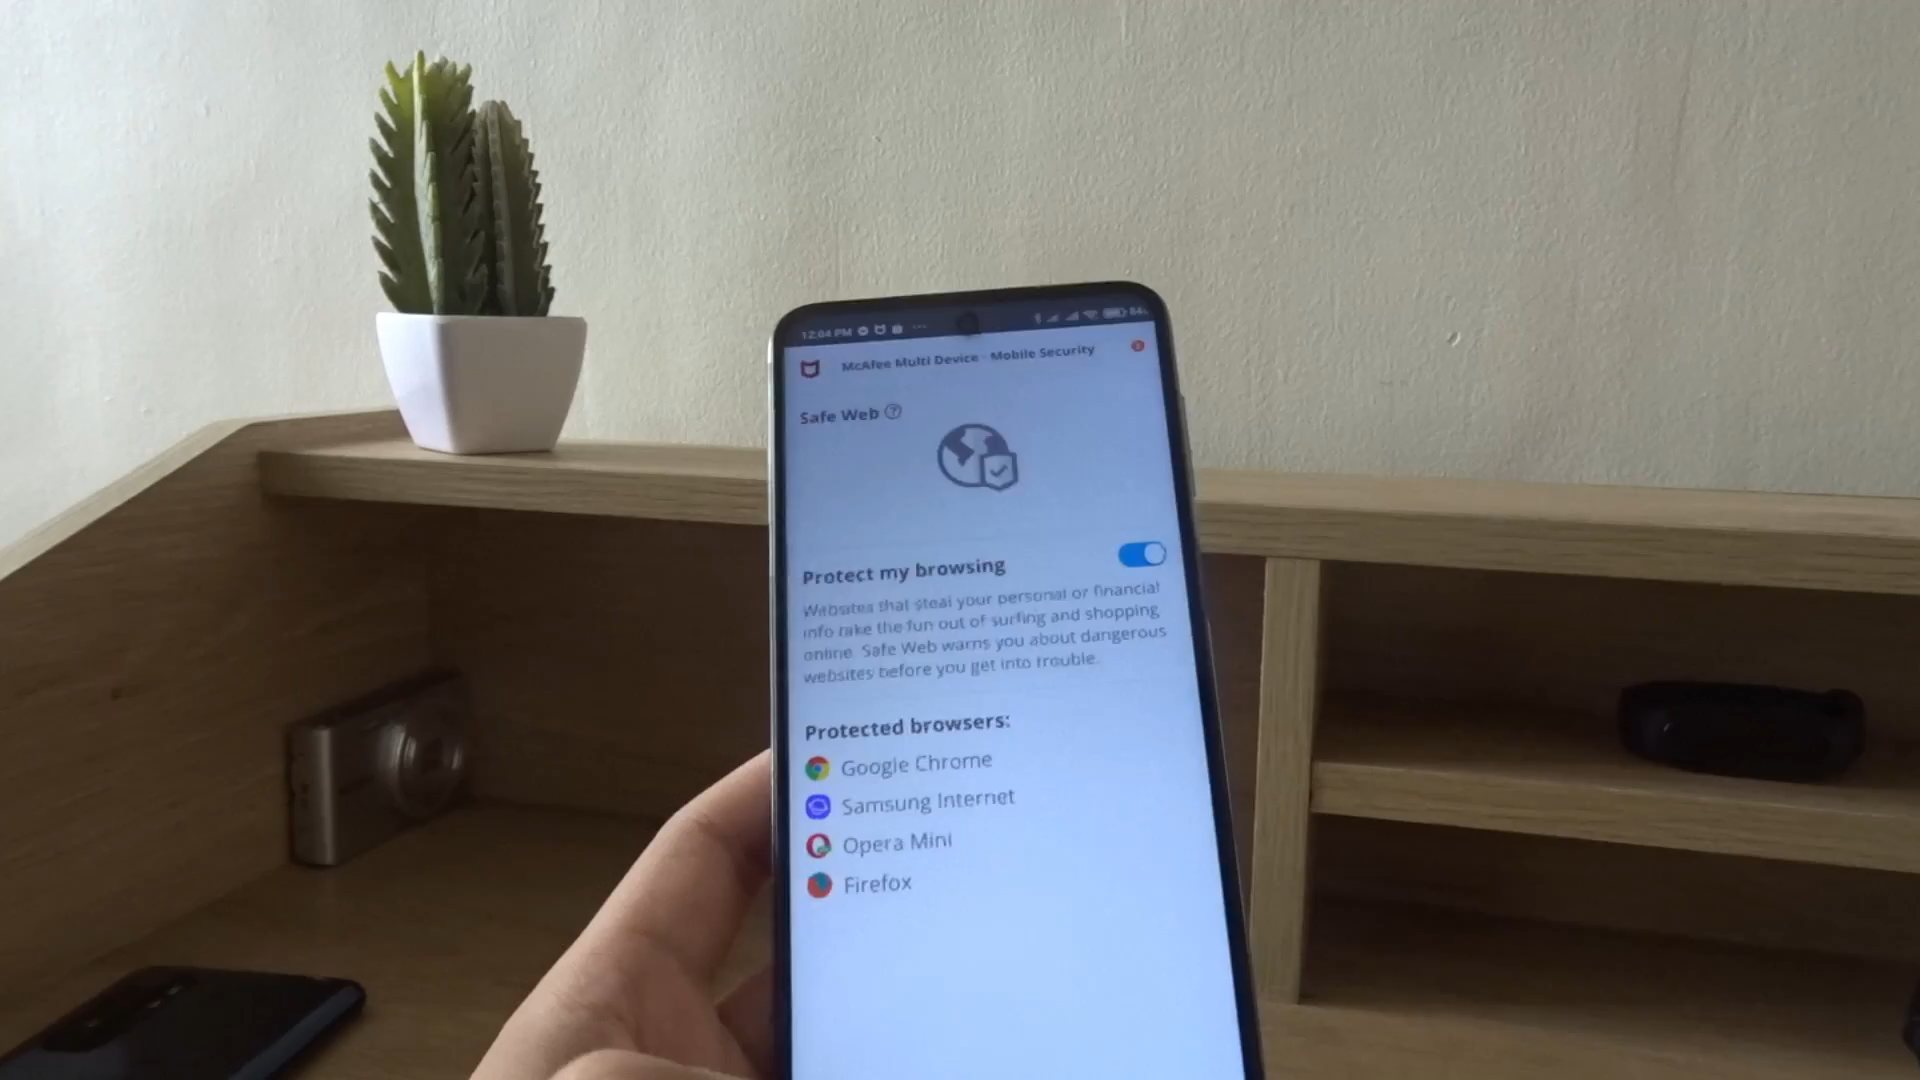 12:04 PM ... 84
McAfee Multi Device - Mobile Security
Safe Web ?
Protect my browsing
Websites that steal your personal or financial
info take the fun out of surfing and shopping
online. Safe Web warns you about dangerous
websites before you get into trouble.
Protected browsers:
Google Chrome
Samsung Internet
Opera Mini
Firefox